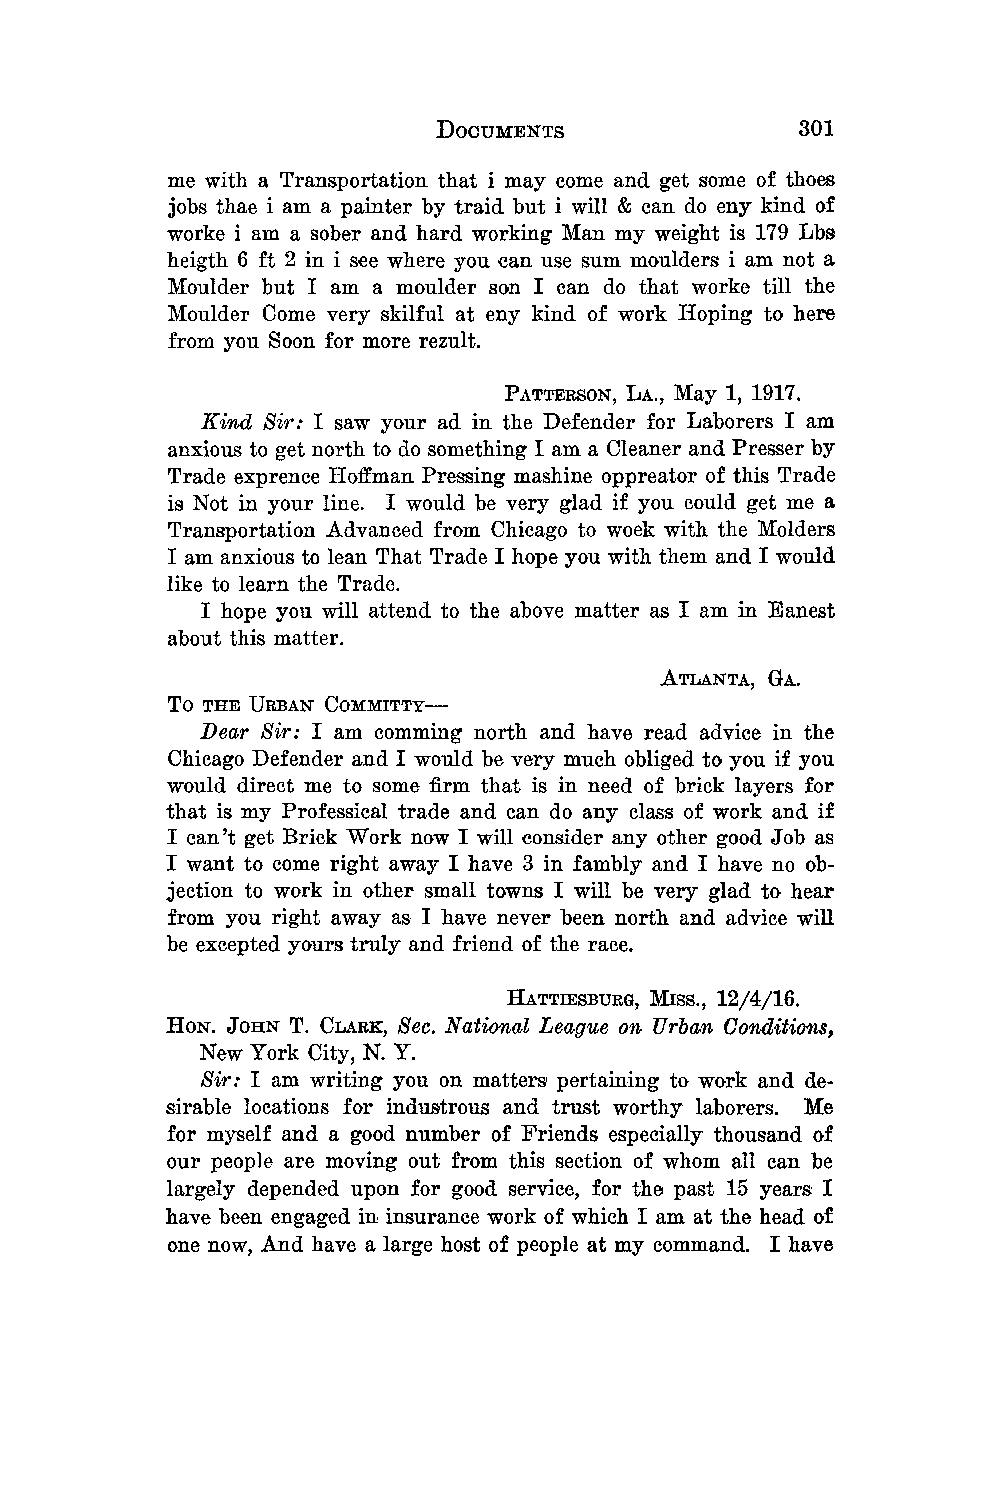 DOCUMENTS 301
me with a Transportation that i may come and get some of thoes
jobs thae i am a painter by traid but i will & can do eny kind of
worke i am a sober and hard working Man my weight is 179 Lbs
heigth 6 ft 2 in i see where you can use sum moulders i am not a
Moulder but I am a moulder son I can do that worke till the
Moulder Come very skilful at eny kind of work Hoping to here
from you Soon for more rezult.
PATTERSON, LA., May 1, 1917.
Kind Sir: I saw your ad in the Defender for Laborers I am
anxious to get north to do something I am a Cleaner and Presser by
Trade exprence Hoffman Pressing mashine oppreator of this Trade
is Not in your line. I would be very glad if you could get me a
Transportation Advanced from Chicago to woek with the Molders
I am anxious to lean That Trade I hope you with them and I would
like to learn the Trade.
I hope you will attend to the above matter as I am in Eanest
about this matter.
ATLANTA, GA.
TO THE URBAN COMMITTY—
Dear Sir: I am comming north and have read advice in the
Chicago Defender and I would be very much obliged to you if you
would direct me to some firm that is in need of brick layers for
that is my Professical trade and can do any class of work and if
I can't get Brick Work now I will consider any other good Job as
I want to come right away I have 3 in fambly and I have no ob-
jection to work in other small towns I will be very glad to hear
from you right away as I have never been north and advice will
be excepted yours truly and friend of the race.
HATTIESBURG, MISS., 12/4/16.
HON. JOHN T. CLARK, Sec. National League on Urban Conditions,
New York City, N. Y.
Sir: I am writing you on matters pertaining to work and de-
sirable locations for industrous and trust worthy laborers. Me
for myself and a good number of Friends especially thousand of
our people are moving out from this section of whom all can be
largely depended upon for good service, for the past 15 years I
have been engaged in insurance work of which I am at the head of
one now, And have a large host of people at my command. I have